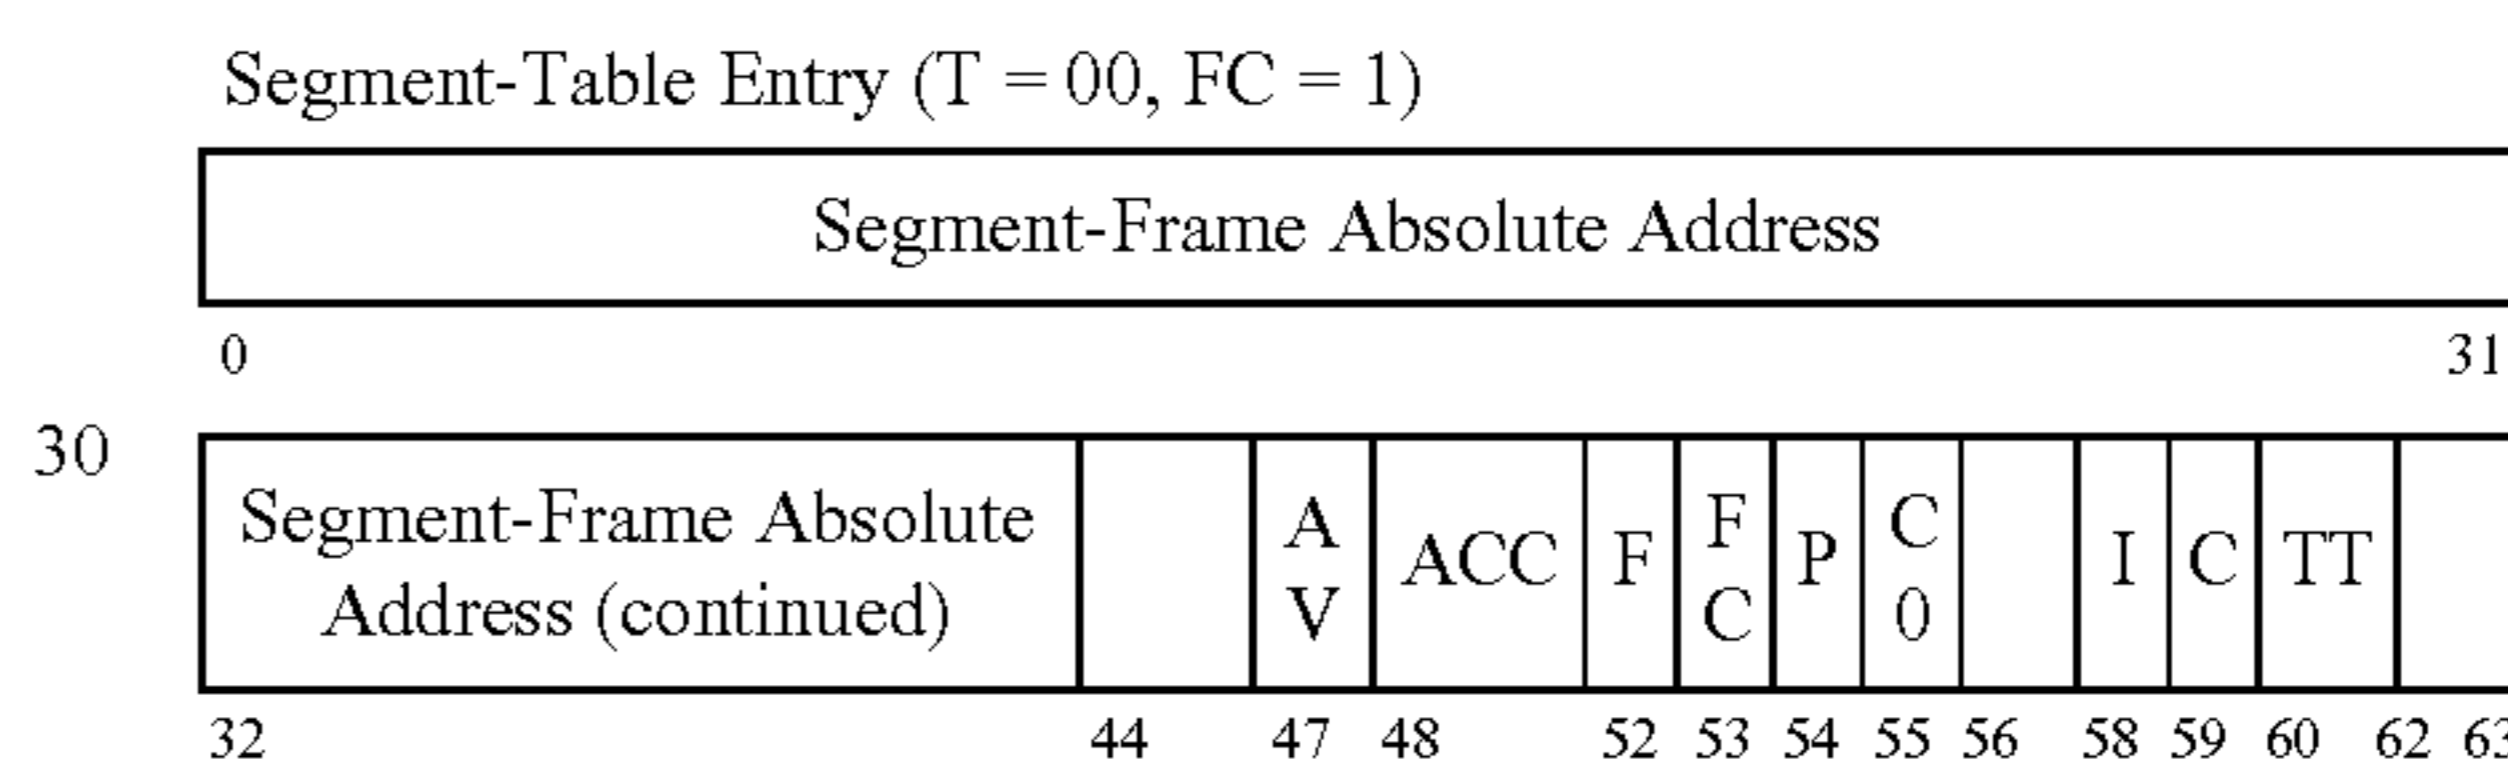 Segment-Table Entry (T = 00, FC = 1)
Segment-Frame Absolute Address
0 31
30
Segment-Frame Absolute
Address (continued)
A
V
ACC
F
F
C
P
C
0
I
C
TT
32 44 47 48 52 53 54 55 56 58 59 60 62 63